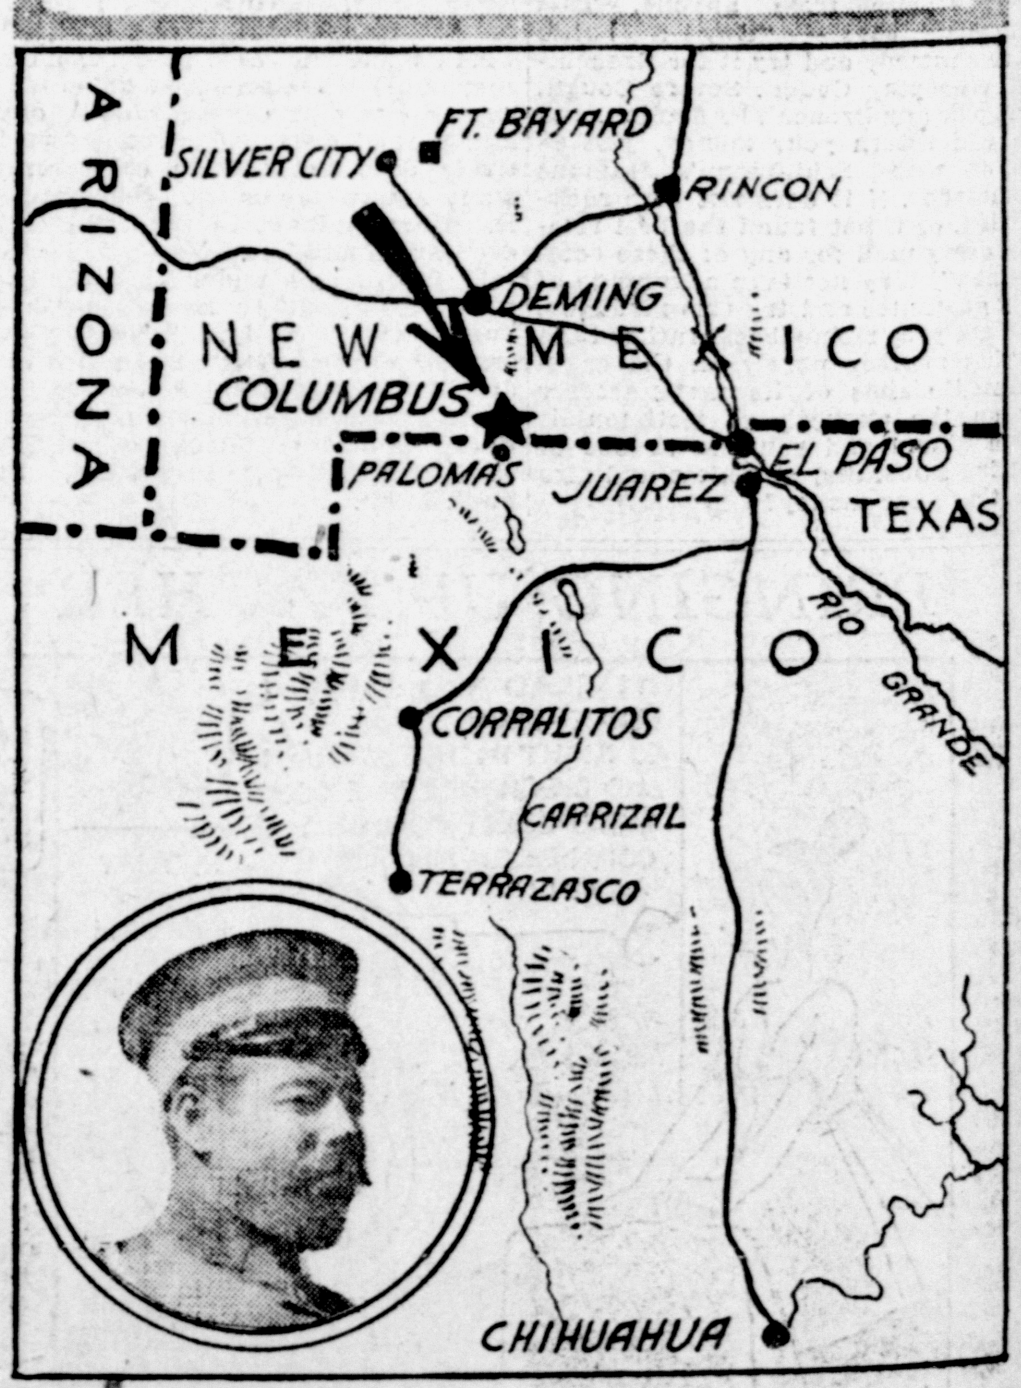 FT. BAYARD
SILVER CITY
RINCON
ARIZONA
DEMING
NEW MEXICO
COLUMBUS
PALOMAS
EL PASO
JUAREZ
TEXAS
RIO GRANDE
MEXICO
CORRALITOS
CARRIZAL
TERRAZASCO
CHIHUAHUA